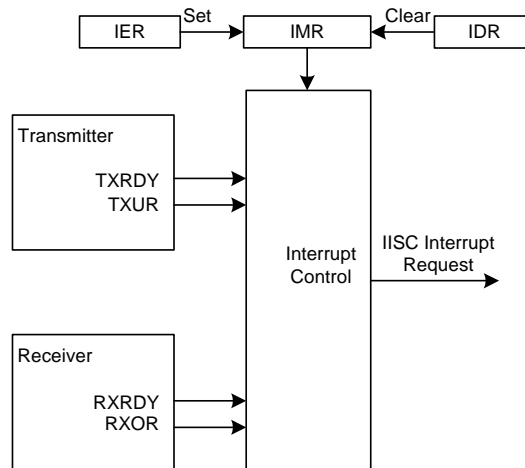 Set
Clear
IER
IMR
IDR
Transmitter
TXRDY
TXUR
Interrupt
Control
IISC Interrupt
Request
Receiver
RXRDY
RXOR